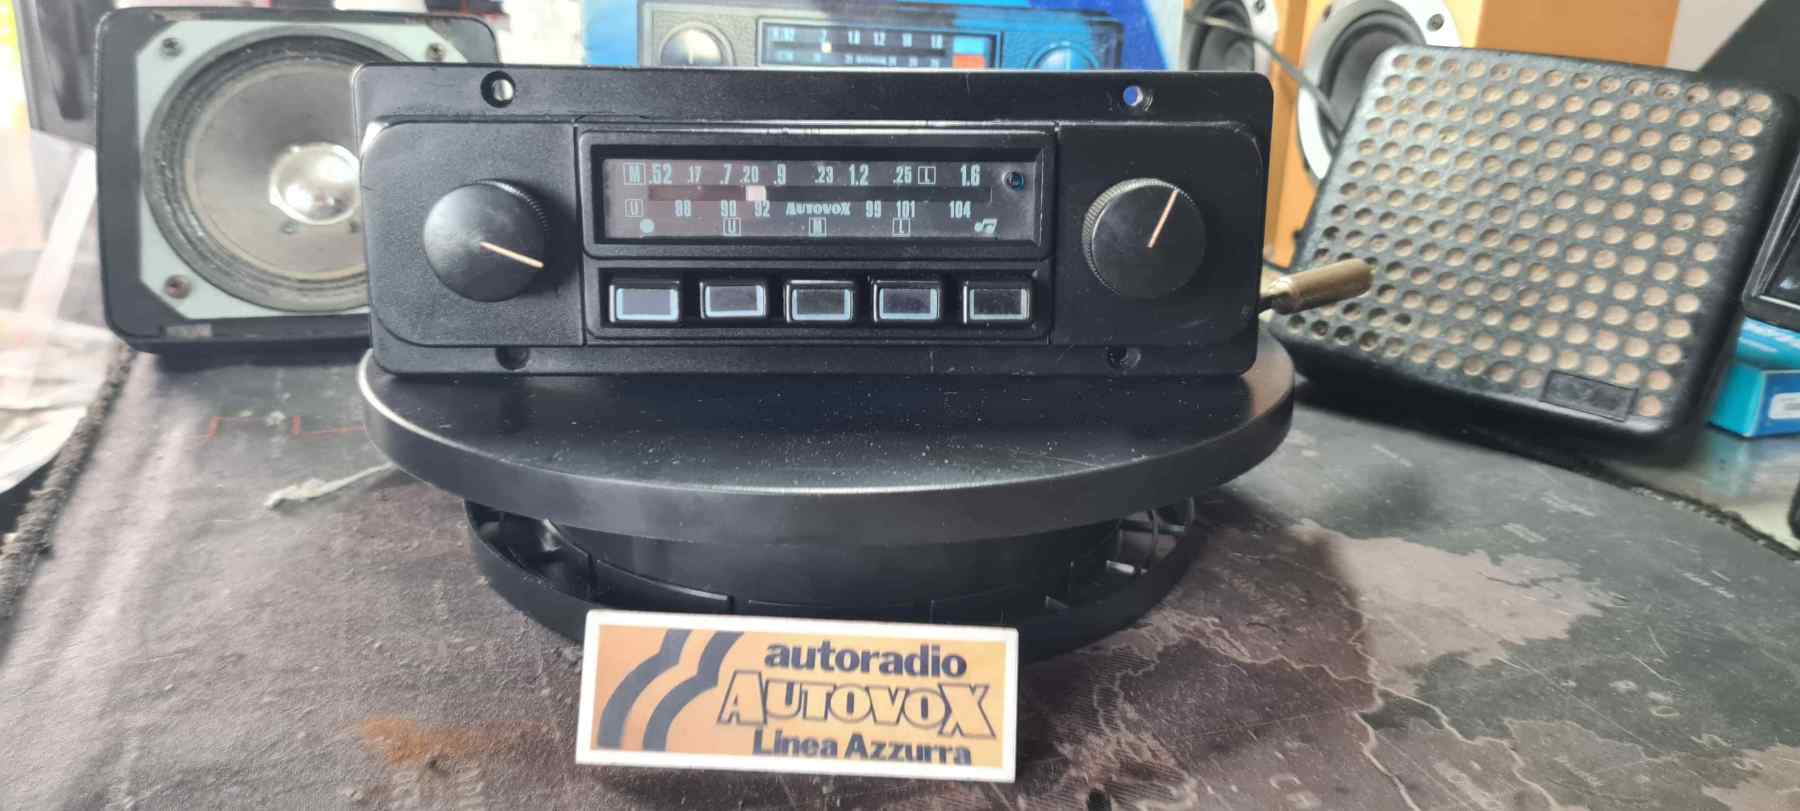 M .52 .17 .7 .20 .9 .23 1.2 .25 L 1.6
U 88 90 92 AUTOVOX 99 101 104
U M L
autoradio
AUTOVOX
Linea Azzurra